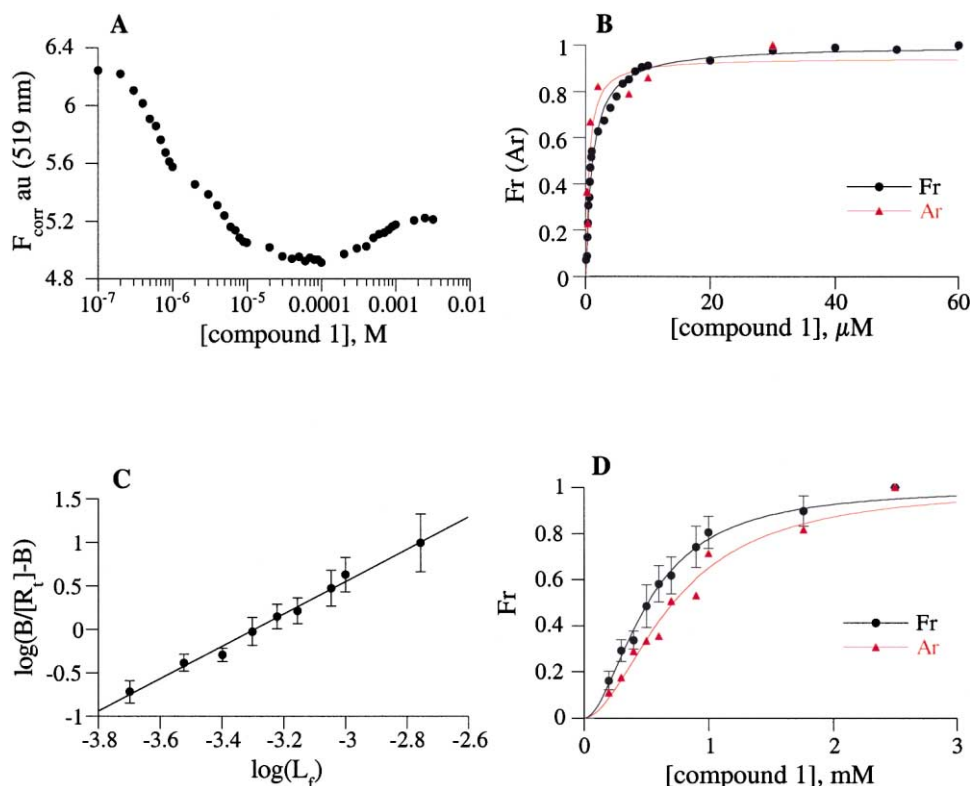 A
F_corr au (519 nm)
6.4
6
5.6
5.2
4.8
10^-7
10^-6
10^-5
0.0001
0.001
0.01
[compound 1], M
B
Fr (Ar)
1
0.8
0.6
0.4
0.2
0
0
20
40
60
Fr
Ar
[compound 1], μM
C
log(B/[R_t]-B)
1.5
1
0.5
0
-0.5
-1
-3.8
-3.6
-3.4
-3.2
-3
-2.8
-2.6
log(L_f)
D
Fr
1
0.8
0.6
0.4
0.2
0
0
1
2
3
Fr
Ar
[compound 1], mM